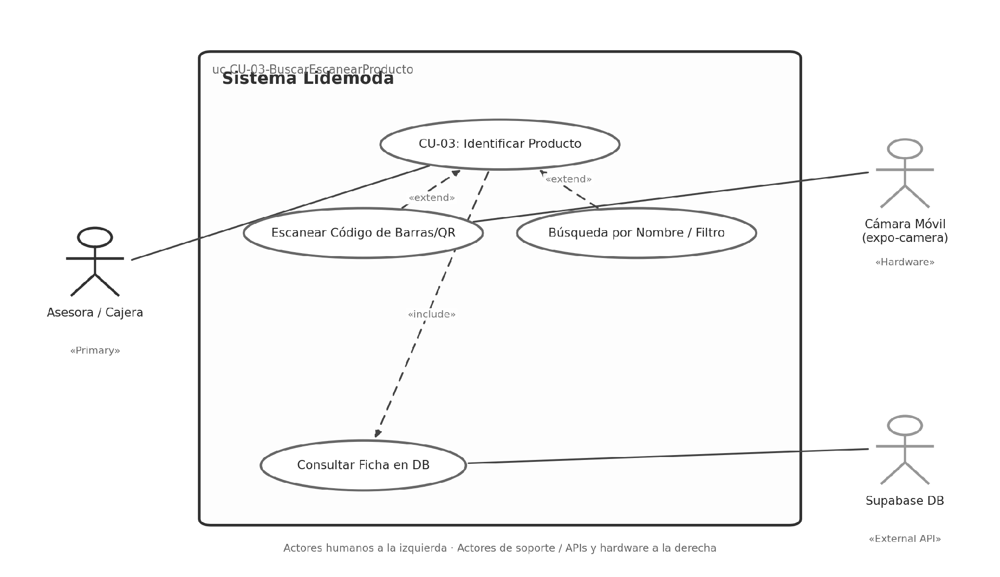 uc CU-03-BuscarEscanearProducto
Sistema Lidemoda
CU-03: Identificar Producto
«extend»
«extend»
Escanear Código de Barras/QR
Búsqueda por Nombre / Filtro
Cámara Móvil
(expo-camera)
«Hardware»
Asesora / Cajera
«Primary»
«include»
Consultar Ficha en DB
Supabase DB
«External API»
Actores humanos a la izquierda · Actores de soporte / APIs y hardware a la derecha